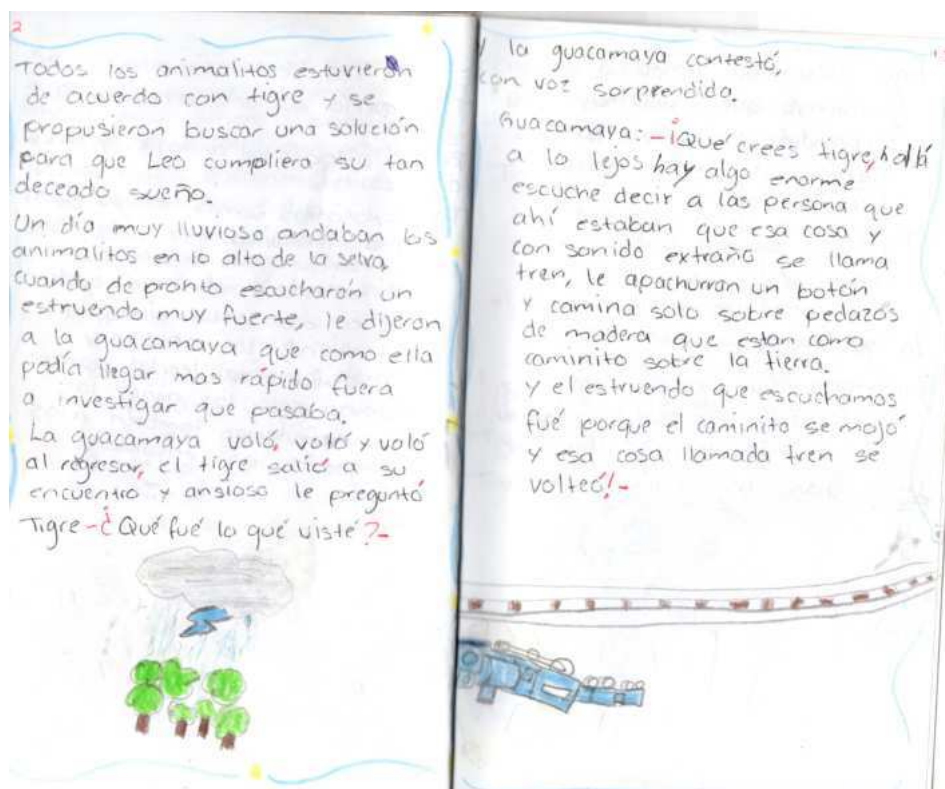 2
Todos los animalitos estuvieron
de acuerdo con tigre y se
propusieron buscar una solución
para que Leo cumpliera su tan
deceado sueño.
Un día muy lluvioso andaban los
animalitos en lo alto de la selva,
cuando de pronto escucharón un
estruendo muy fuerte, le dijeron
a la guacamaya que como ella
podía llegar mas rápido fuera
a investigar que pasaba.
La guacamaya voló, voló y voló
al regresar, el tigre salió a su
encuentro y ansioso le preguntó
Tigre -¿Qué fué lo qué viste?-
y la guacamaya contestó,
con voz sorprendida.
Guacamaya: -¡Qué crees tigre, hallá
a lo lejos hay algo enorme
escuche decir a las persona que
ahí estaban que esa cosa y
con sonido extraño se llama
tren, le apachurran un botón
y camina solo sobre pedazos
de madera que estan como
caminito sobre la tierra.
y el estruendo que escuchamos
fué porque el caminito se mojó
y esa cosa llamada tren se
volteó!-